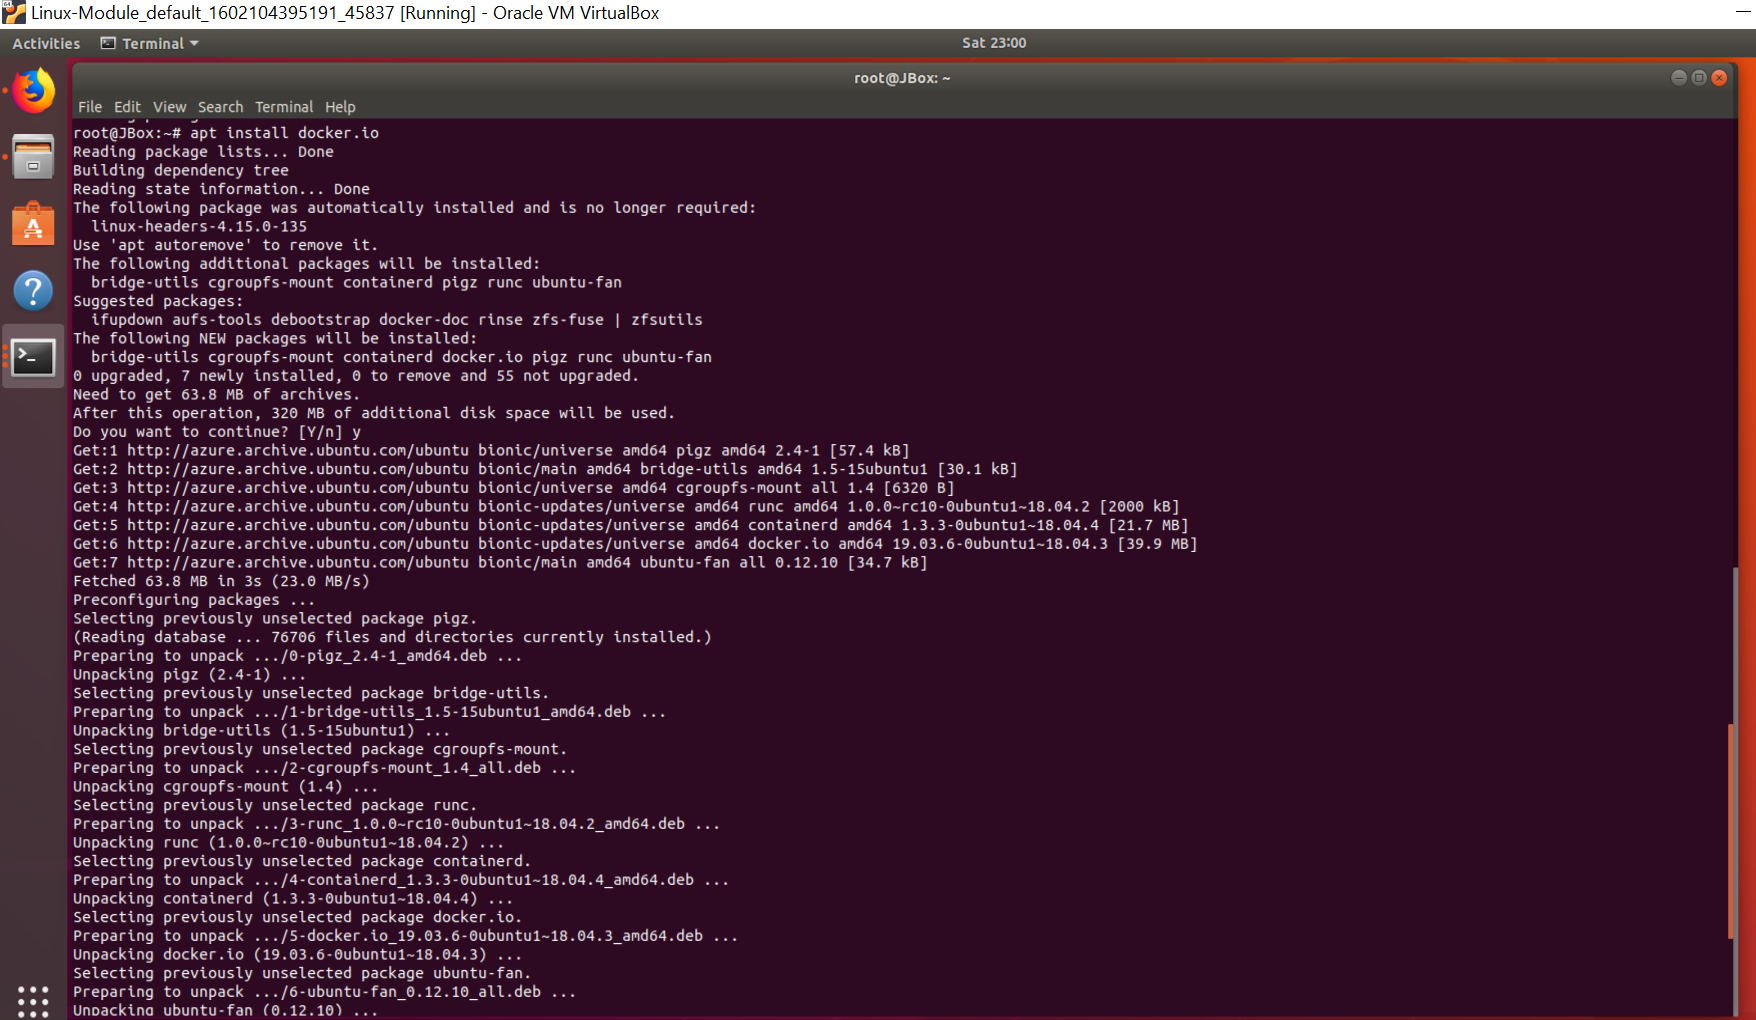 Linux-Module_default_1602104395191_45837 [Running] - Oracle VM VirtualBox
Activities Terminal Sat 23:00
root@JBox: ~
File Edit View Search Terminal Help
root@JBox:~# apt install docker.io
Reading package lists... Done
Building dependency tree
Reading state information... Done
The following package was automatically installed and is no longer required:
  linux-headers-4.15.0-135
Use 'apt autoremove' to remove it.
The following additional packages will be installed:
  bridge-utils cgroupfs-mount containerd pigz runc ubuntu-fan
Suggested packages:
  ifupdown aufs-tools debootstrap docker-doc rinse zfs-fuse | zfsutils
The following NEW packages will be installed:
  bridge-utils cgroupfs-mount containerd docker.io pigz runc ubuntu-fan
0 upgraded, 7 newly installed, 0 to remove and 55 not upgraded.
Need to get 63.8 MB of archives.
After this operation, 320 MB of additional disk space will be used.
Do you want to continue? [Y/n] y
Get:1 http://azure.archive.ubuntu.com/ubuntu bionic/universe amd64 pigz amd64 2.4-1 [57.4 kB]
Get:2 http://azure.archive.ubuntu.com/ubuntu bionic/main amd64 bridge-utils amd64 1.5-15ubuntu1 [30.1 kB]
Get:3 http://azure.archive.ubuntu.com/ubuntu bionic/universe amd64 cgroupfs-mount all 1.4 [6320 B]
Get:4 http://azure.archive.ubuntu.com/ubuntu bionic-updates/universe amd64 runc amd64 1.0.0~rc10-0ubuntu1~18.04.2 [2000 kB]
Get:5 http://azure.archive.ubuntu.com/ubuntu bionic-updates/universe amd64 containerd amd64 1.3.3-0ubuntu1~18.04.4 [21.7 MB]
Get:6 http://azure.archive.ubuntu.com/ubuntu bionic-updates/universe amd64 docker.io amd64 19.03.6-0ubuntu1~18.04.3 [39.9 MB]
Get:7 http://azure.archive.ubuntu.com/ubuntu bionic/main amd64 ubuntu-fan all 0.12.10 [34.7 kB]
Fetched 63.8 MB in 3s (23.0 MB/s)
Preconfiguring packages ...
Selecting previously unselected package pigz.
(Reading database ... 76706 files and directories currently installed.)
Preparing to unpack .../0-pigz_2.4-1_amd64.deb ...
Unpacking pigz (2.4-1) ...
Selecting previously unselected package bridge-utils.
Preparing to unpack .../1-bridge-utils_1.5-15ubuntu1_amd64.deb ...
Unpacking bridge-utils (1.5-15ubuntu1) ...
Selecting previously unselected package cgroupfs-mount.
Preparing to unpack .../2-cgroupfs-mount_1.4_all.deb ...
Unpacking cgroupfs-mount (1.4) ...
Selecting previously unselected package runc.
Preparing to unpack .../3-runc_1.0.0~rc10-0ubuntu1~18.04.2_amd64.deb ...
Unpacking runc (1.0.0~rc10-0ubuntu1~18.04.2) ...
Selecting previously unselected package containerd.
Preparing to unpack .../4-containerd_1.3.3-0ubuntu1~18.04.4_amd64.deb ...
Unpacking containerd (1.3.3-0ubuntu1~18.04.4) ...
Selecting previously unselected package docker.io.
Preparing to unpack .../5-docker.io_19.03.6-0ubuntu1~18.04.3_amd64.deb ...
Unpacking docker.io (19.03.6-0ubuntu1~18.04.3) ...
Selecting previously unselected package ubuntu-fan.
Preparing to unpack .../6-ubuntu-fan_0.12.10_all.deb ...
Unpacking ubuntu-fan (0.12.10) ...